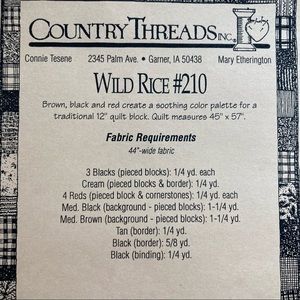 COUNTRY THREADS INC.
Connie Tesene 2345 Palm Ave. • Garner, IA 50438 Mary Etherington
WILD RICE #210
Brown, black and red create a soothing color palette for a
traditional 12" quilt block. Quilt measures 45" x 57".
Fabric Requirements
44"-wide fabric
3 Blacks (pieced blocks): 1/4 yd. each
Cream (pieced blocks & border): 1/4 yd.
4 Reds (pieced block & cornerstones): 1/4 yd. each
Med. Black (background - pieced blocks): 1-1/4 yd.
Med. Brown (background - pieced blocks): 1-1/4 yd.
Tan (border): 1/4 yd.
Black (border): 5/8 yd.
Black (binding): 1/4 yd.